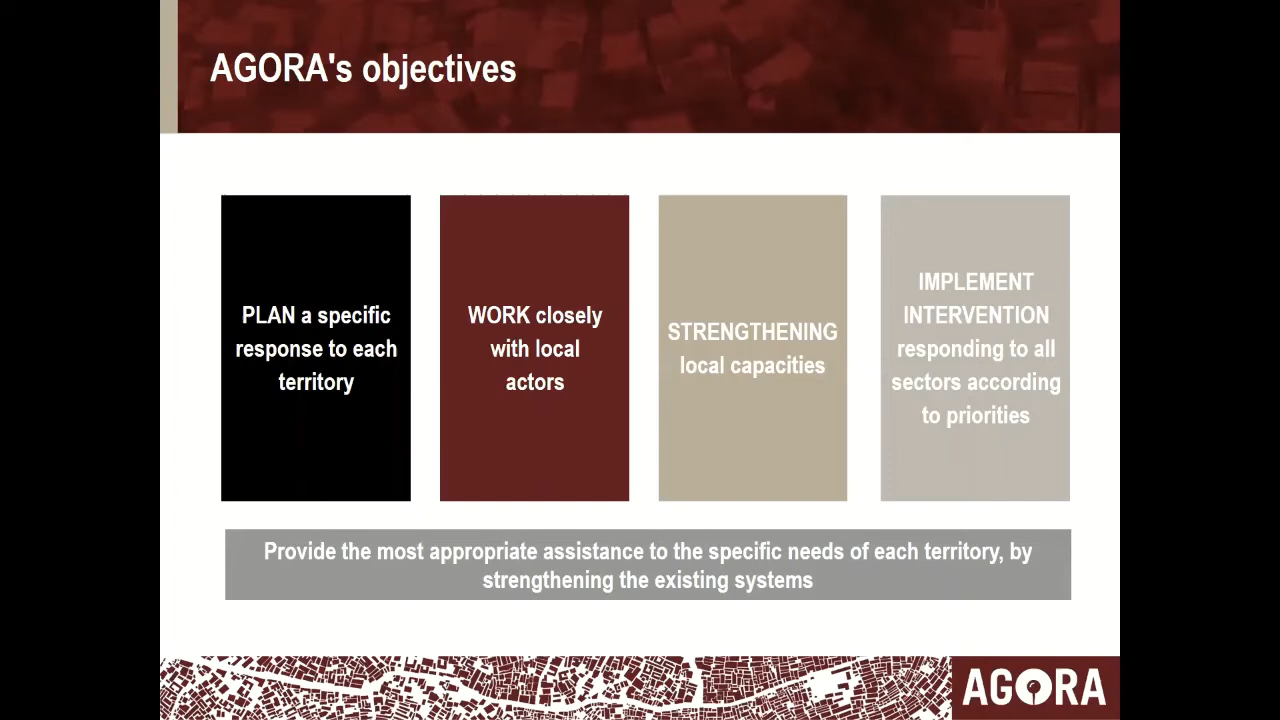 AGORA's objectives
PLAN a specific
response to each
territory
WORK closely
with local
actors
STRENGTHENING
local capacities
IMPLEMENT
INTERVENTION
responding to all
sectors according
to priorities
Provide the most appropriate assistance to the specific needs of each territory, by
strengthening the existing systems
AGORA